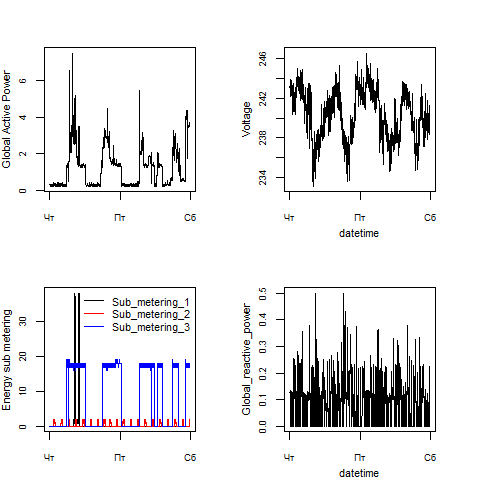 Global Active Power
0 2 4 6
Чт Пт Сб
Voltage
234 238 242 246
Чт Пт Сб
datetime
Energy sub metering
0 10 20 30
Sub_metering_1
Sub_metering_2
Sub_metering_3
Чт Пт Сб
Global_reactive_power
0.0 0.1 0.2 0.3 0.4 0.5
Чт Пт Сб
datetime